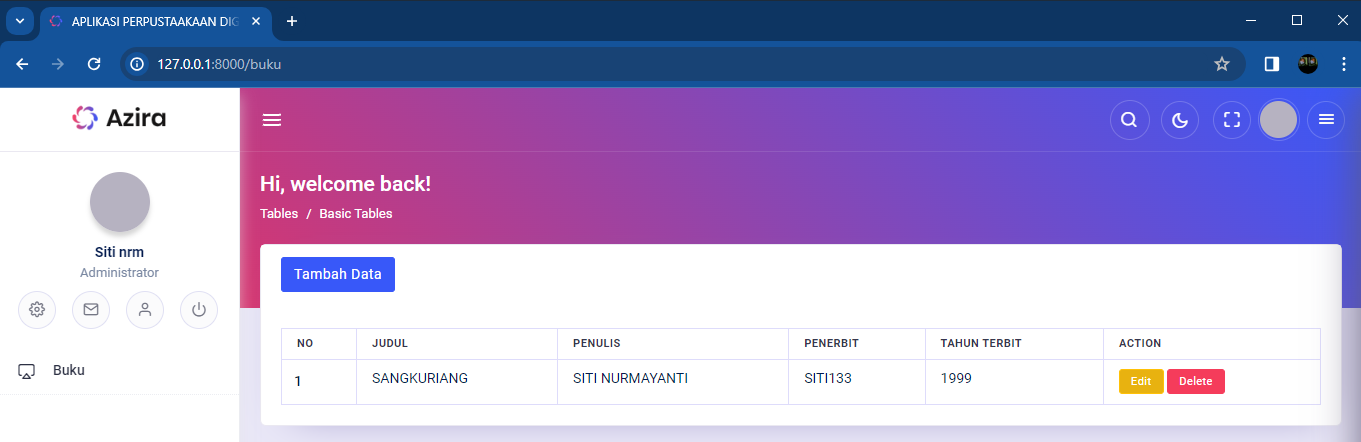 APLIKASI PERPUSTAAKAAN DIG
127.0.0.1:8000/buku
Azira
Hi, welcome back!
Tables / Basic Tables
Siti nrm
Administrator
Buku
Tambah Data
NO JUDUL PENULIS PENERBIT TAHUN TERBIT ACTION
1 SANGKURIANG SITI NURMAYANTI SITI133 1999 Edit Delete